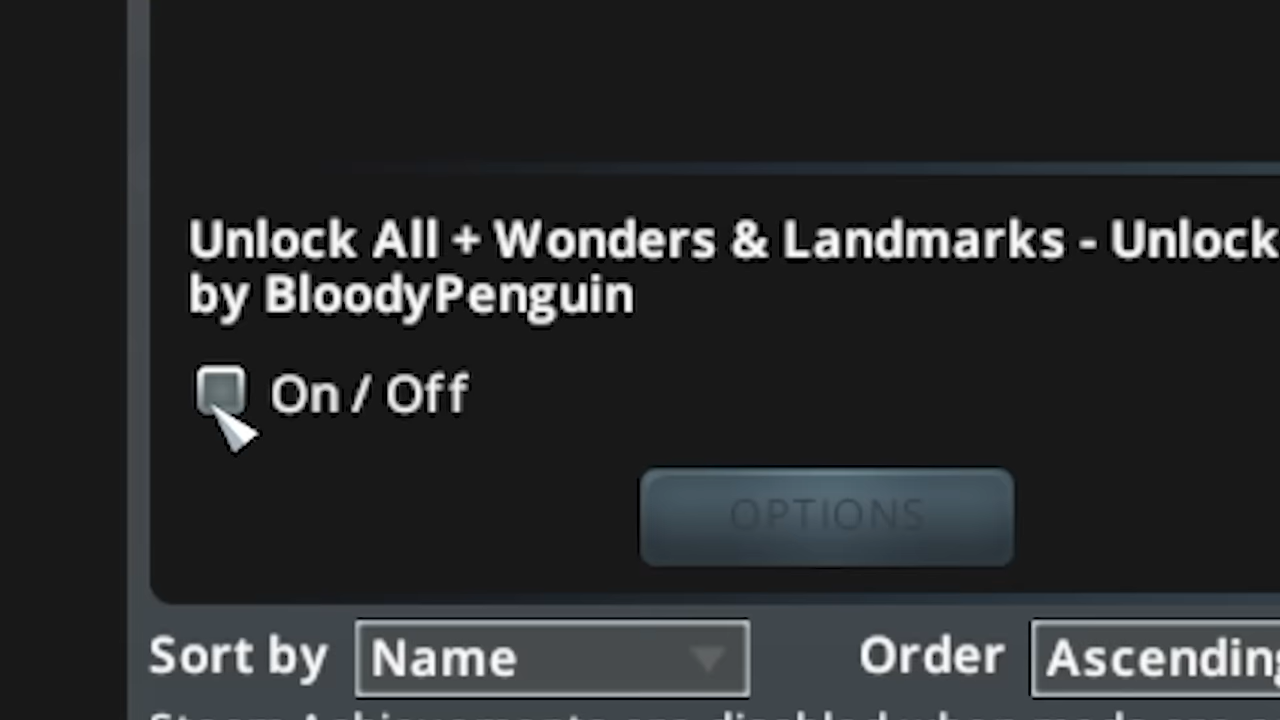 Unlock All + Wonders & Landmarks - Unlock
by BloodyPenguin
On / Off
OPTIONS
Sort by Name Order Ascending